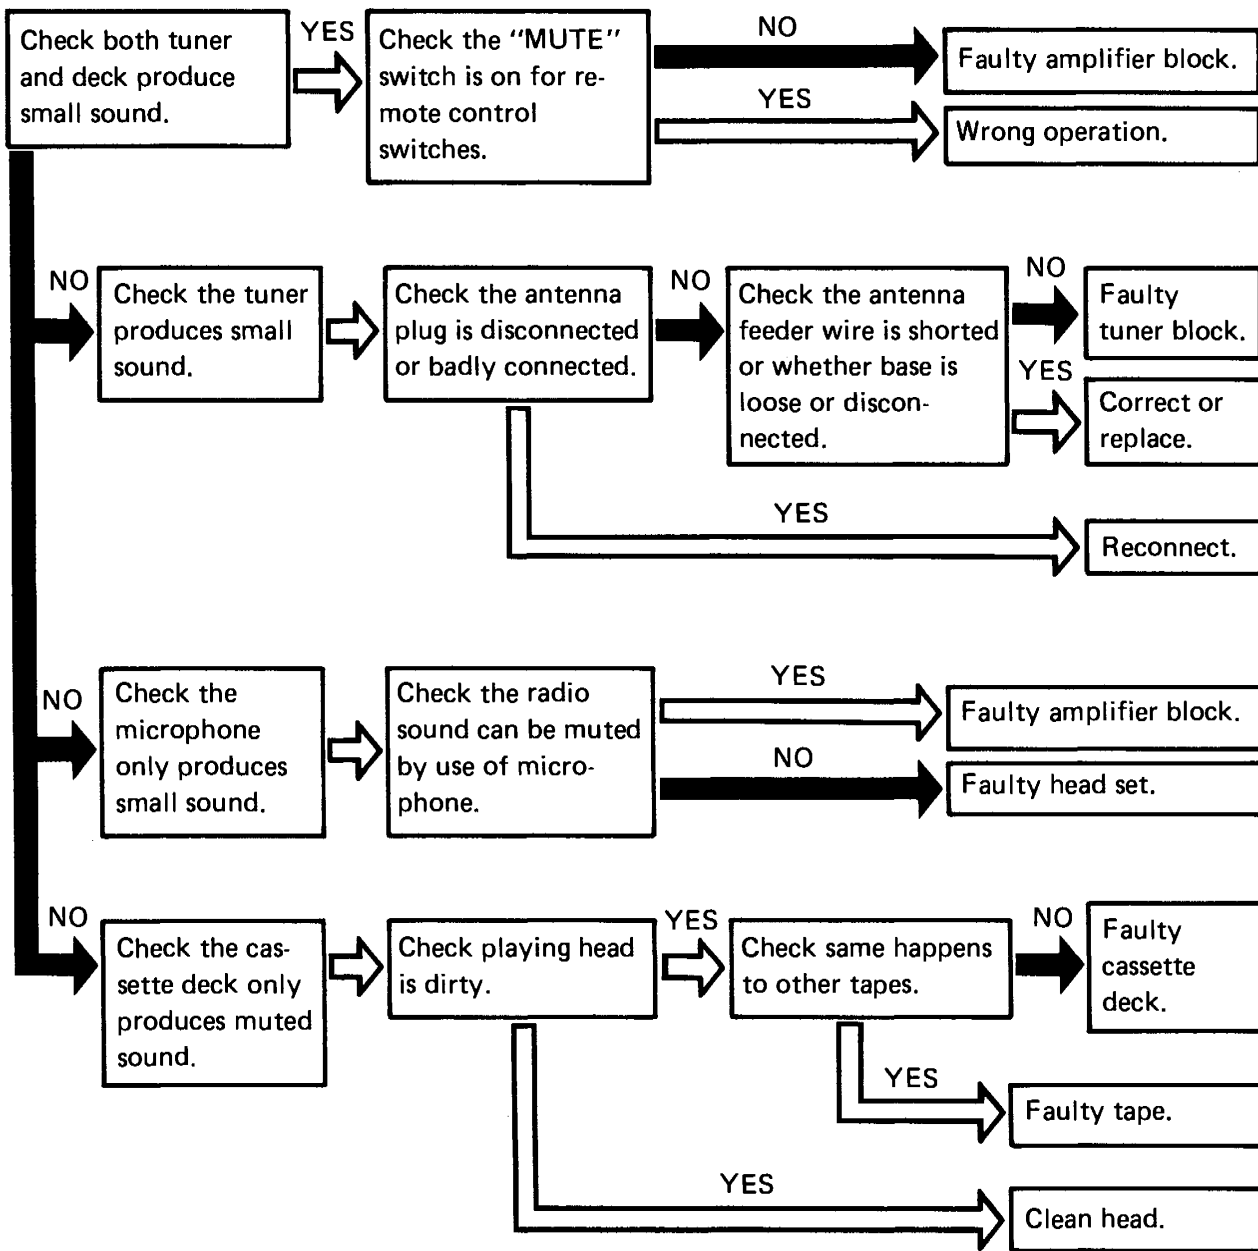 Check both tuner
and deck produce
small sound.
YES
Check the “MUTE”
switch is on for re-
mote control
switches.
NO
Faulty amplifier block.
YES
Wrong operation.
NO
Check the tuner
produces small
sound.
Check the antenna
plug is disconnected
or badly connected.
NO
Check the antenna
feeder wire is shorted
or whether base is
loose or discon-
nected.
NO
Faulty
tuner block.
YES
Correct or
replace.
YES
Reconnect.
NO
Check the
microphone
only produces
small sound.
Check the radio
sound can be muted
by use of micro-
phone.
YES
Faulty amplifier block.
NO
Faulty head set.
NO
Check the cas-
sette deck only
produces muted
sound.
Check playing head
is dirty.
YES
Check same happens
to other tapes.
NO
Faulty
cassette
deck.
YES
Faulty tape.
YES
Clean head.